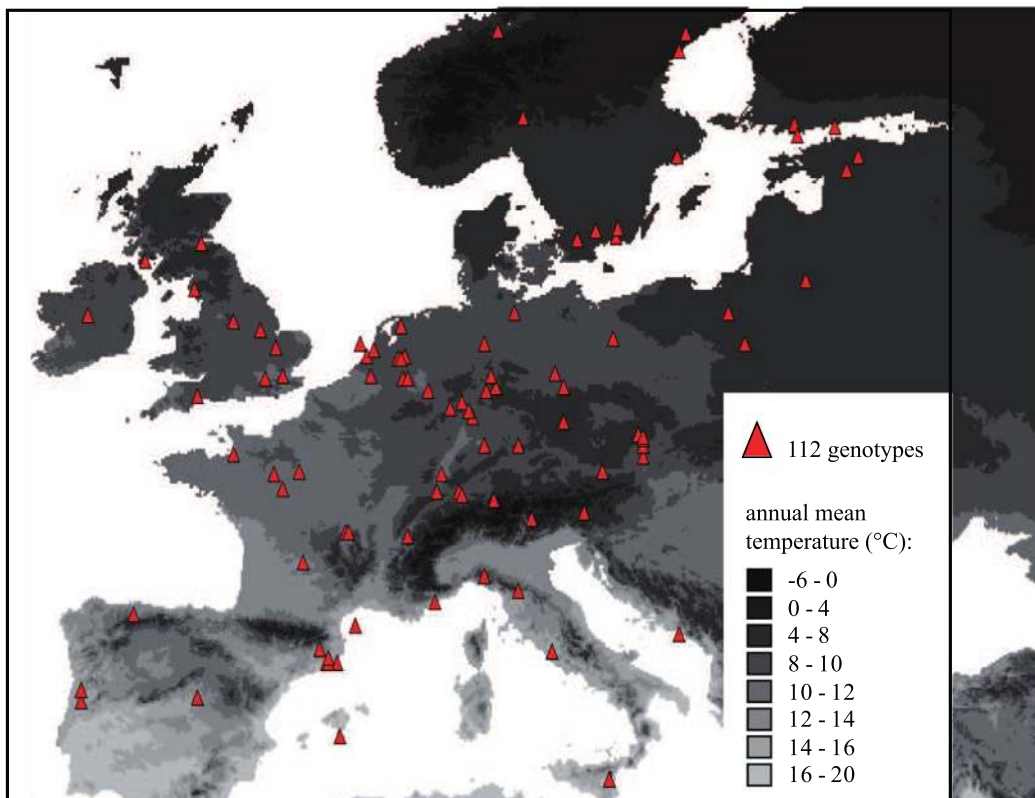 112 genotypes
annual mean
temperature (°C):
-6 - 0
0 - 4
4 - 8
8 - 10
10 - 12
12 - 14
14 - 16
16 - 20